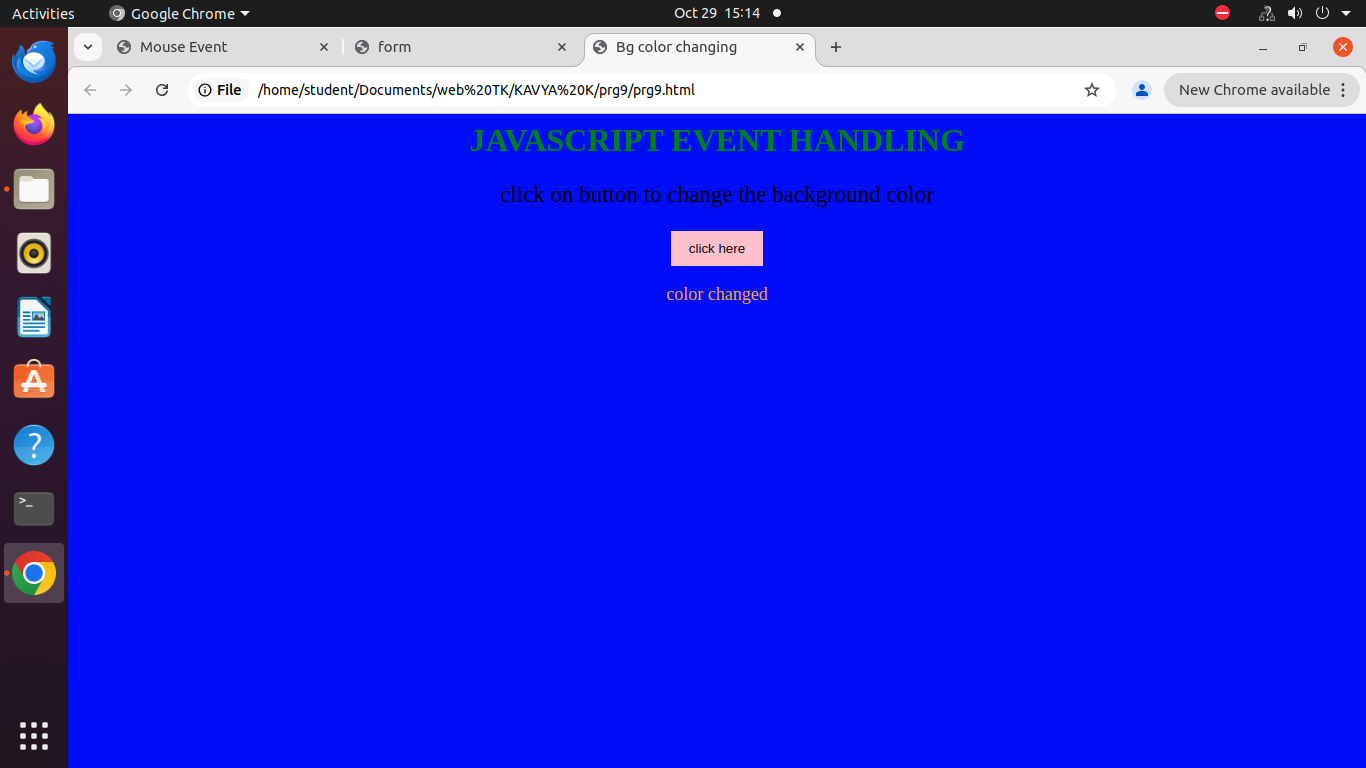 Activities Google Chrome Oct 29 15:14
Mouse Event form Bg color changing
File /home/student/Documents/web%20TK/KAVYA%20K/prg9/prg9.html New Chrome available
JAVASCRIPT EVENT HANDLING
click on button to change the background color
click here
color changed